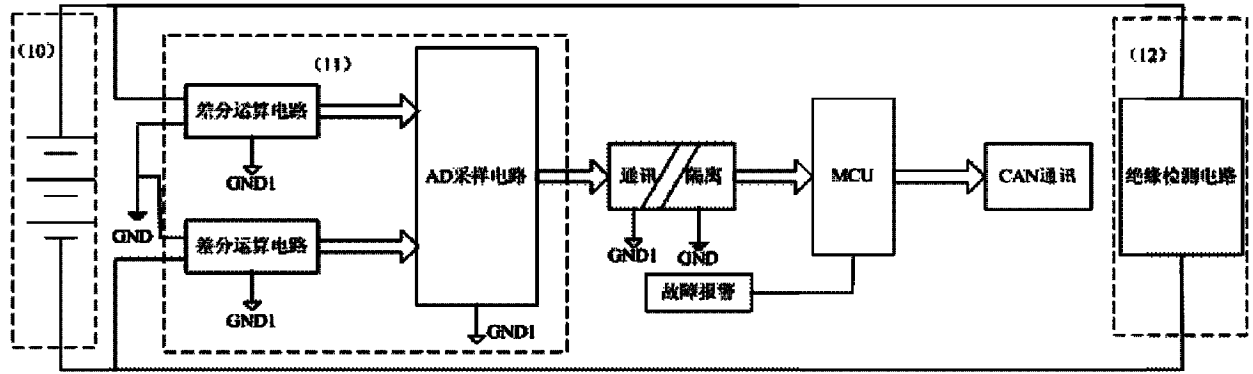 (10)
(11)
(12)
差分运算电路
GND1
GND
差分运算电路
GND1
AD采样电路
GND1
通讯
隔离
GND1
GND
故障报警
MCU
CAN通讯
绝缘检测电路